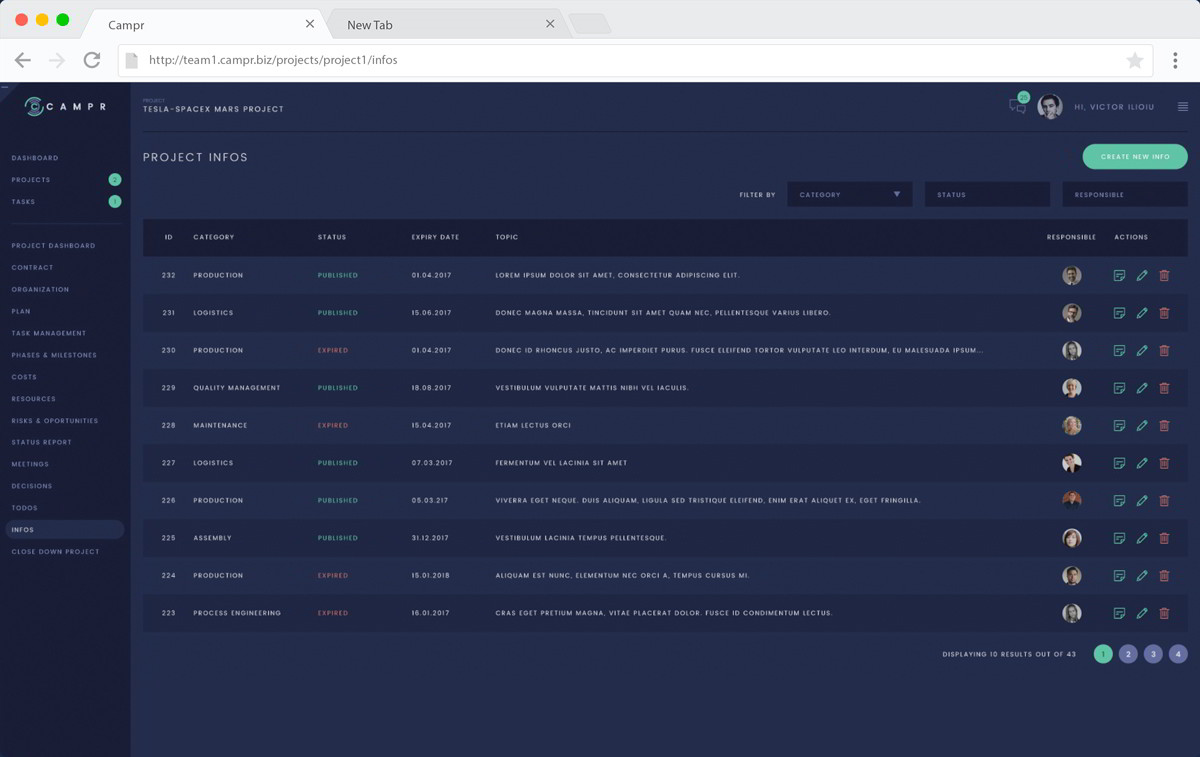 Campr
New Tab
http://team1.campr.biz/projects/project1/infos
CAMPR
PROJECT
TESLA-SPACEX MARS PROJECT
HI, VICTOR ILIOIU
DASHBOARD
PROJECTS 2
TASKS 1
PROJECT DASHBOARD
CONTRACT
ORGANIZATION
PLAN
TASK MANAGEMENT
PHASES & MILESTONES
COSTS
RESOURCES
RISKS & OPORTUNITIES
STATUS REPORT
MEETINGS
DECISIONS
TODOS
INFOS
CLOSE DOWN PROJECT
PROJECT INFOS
CREATE NEW INFO
FILTER BY CATEGORY STATUS RESPONSIBLE
ID CATEGORY STATUS EXPIRY DATE TOPIC RESPONSIBLE ACTIONS
232 PRODUCTION PUBLISHED 01.04.2017 LOREM IPSUM DOLOR SIT AMET, CONSECTETUR ADIPISCING ELIT.
231 LOGISTICS PUBLISHED 15.06.2017 DONEC MAGNA MASSA, TINCIDUNT SIT AMET QUAM NEC, PELLENTESQUE VARIUS LIBERO.
230 PRODUCTION EXPIRED 01.04.2017 DONEC ID RHONCUS JUSTO, AC IMPERDIET PURUS. FUSCE ELEIFEND TORTOR VULPUTATE LEO INTERDUM, EU MALESUADA IPSUM...
229 QUALITY MANAGEMENT PUBLISHED 18.08.2017 VESTIBULUM VULPUTATE MATTIS NIBH VEL IACULIS.
228 MAINTENANCE EXPIRED 15.04.2017 ETIAM LECTUS ORCI
227 LOGISTICS PUBLISHED 07.03.2017 FERMENTUM VEL LACINIA SIT AMET
226 PRODUCTION PUBLISHED 05.03.217 VIVERRA EGET NEQUE. DUIS ALIQUAM, LIGULA SED TRISTIQUE ELEIFEND, ENIM ERAT ALIQUET EX, EGET FRINGILLA.
225 ASSEMBLY PUBLISHED 31.12.2017 VESTIBULUM LACINIA TEMPUS PELLENTESQUE.
224 PRODUCTION EXPIRED 15.01.2018 ALIQUAM EST NUNC, ELEMENTUM NEC ORCI A, TEMPUS CURSUS MI.
223 PROCESS ENGINEERING EXPIRED 16.01.2017 CRAS EGET PRETIUM MAGNA, VITAE PLACERAT DOLOR. FUSCE ID CONDIMENTUM LECTUS.
DISPLAYING 10 RESULTS OUT OF 43 1 2 3 4